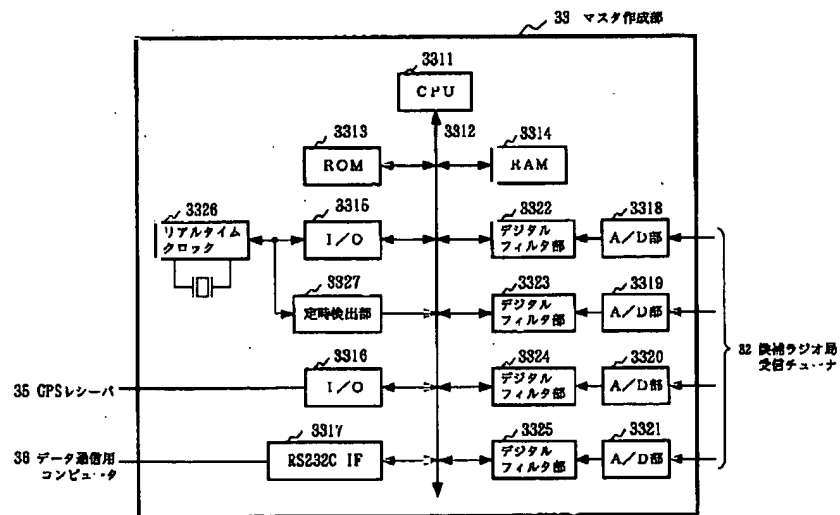 33 マスタ作成部
3311
CPU
3312
3313
ROM
3314
RAM
3326
リアルタイム
クロック
3315
I/O
3322
デジタル
フィルタ部
3318
A/D部
3327
定時検出部
3323
デジタル
フィルタ部
3319
A/D部
32 候補ラジオ局
受信チューナ
3316
I/O
3324
デジタル
フィルタ部
3320
A/D部
35 GPSレシーバ
3317
RS232C IF
3325
デジタル
フィルタ部
3321
A/D部
36 データ通信用
コンピュータ